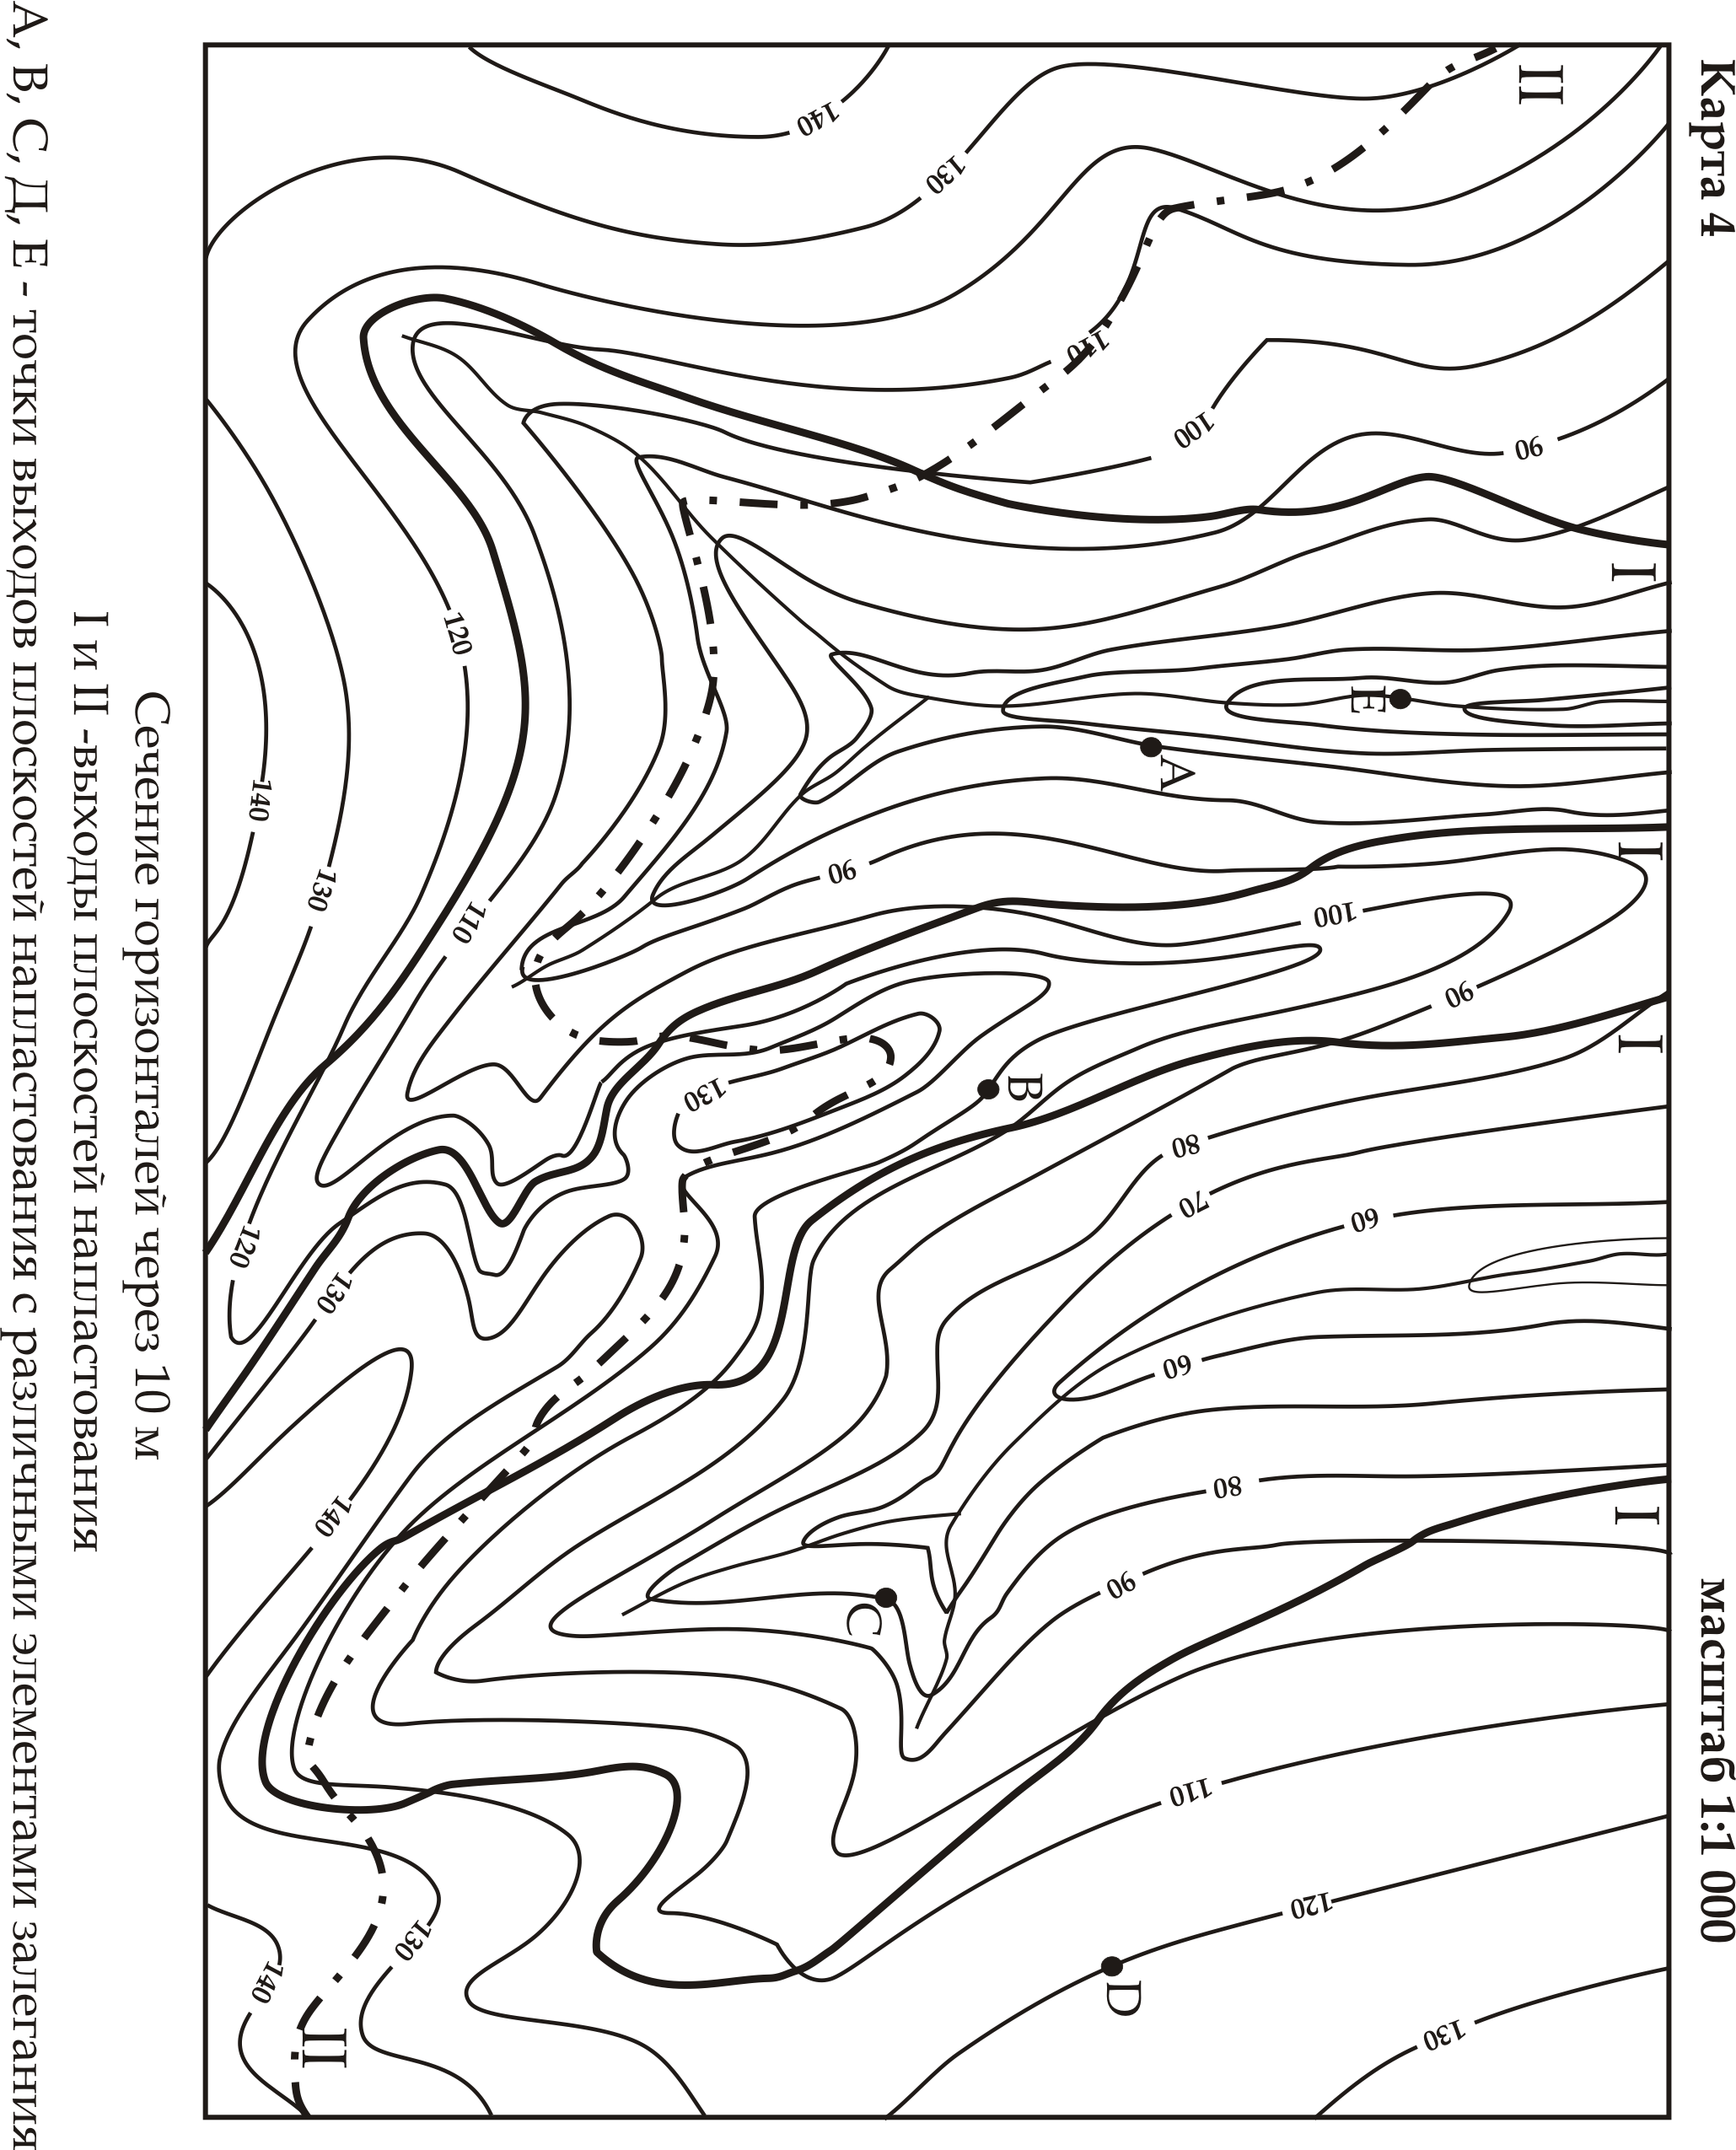 Карта 4 масштаб 1:1 000
I
I
I
I
II
90
90
130
E
60
100
120
80
100
70
110
80
60
A
D
90
110
B
130
C
90
140
130
110
120
130
130
140
II
130
140
140
120
Сечение горизонталей через 10 м
I и II -выходы плоскостей напластования
А, В, С, Д, Е - точки выходов плоскостей напластования с различными элементами залегания